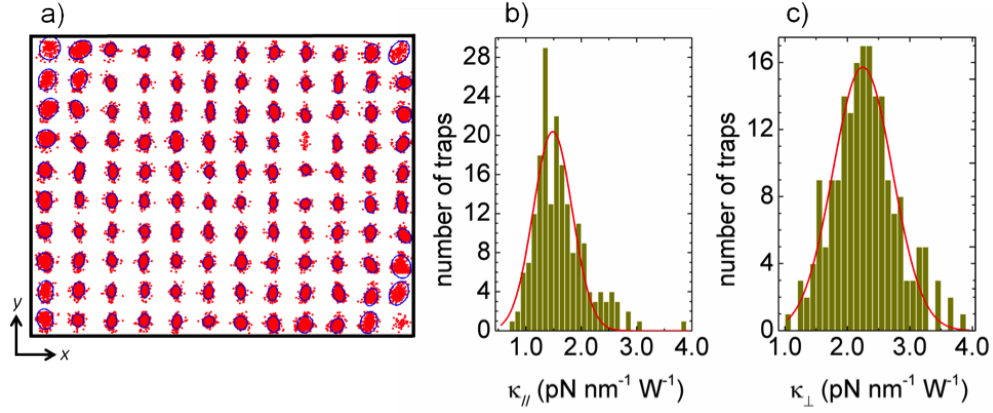 a)
y
x
b)
number of traps
28
24
20
16
12
8
4
0
1.0
2.0
3.0
4.0
κ// (pN nm⁻¹ W⁻¹)
c)
number of traps
16
12
8
4
0
1.0
2.0
3.0
4.0
κ⊥ (pN nm⁻¹ W⁻¹)